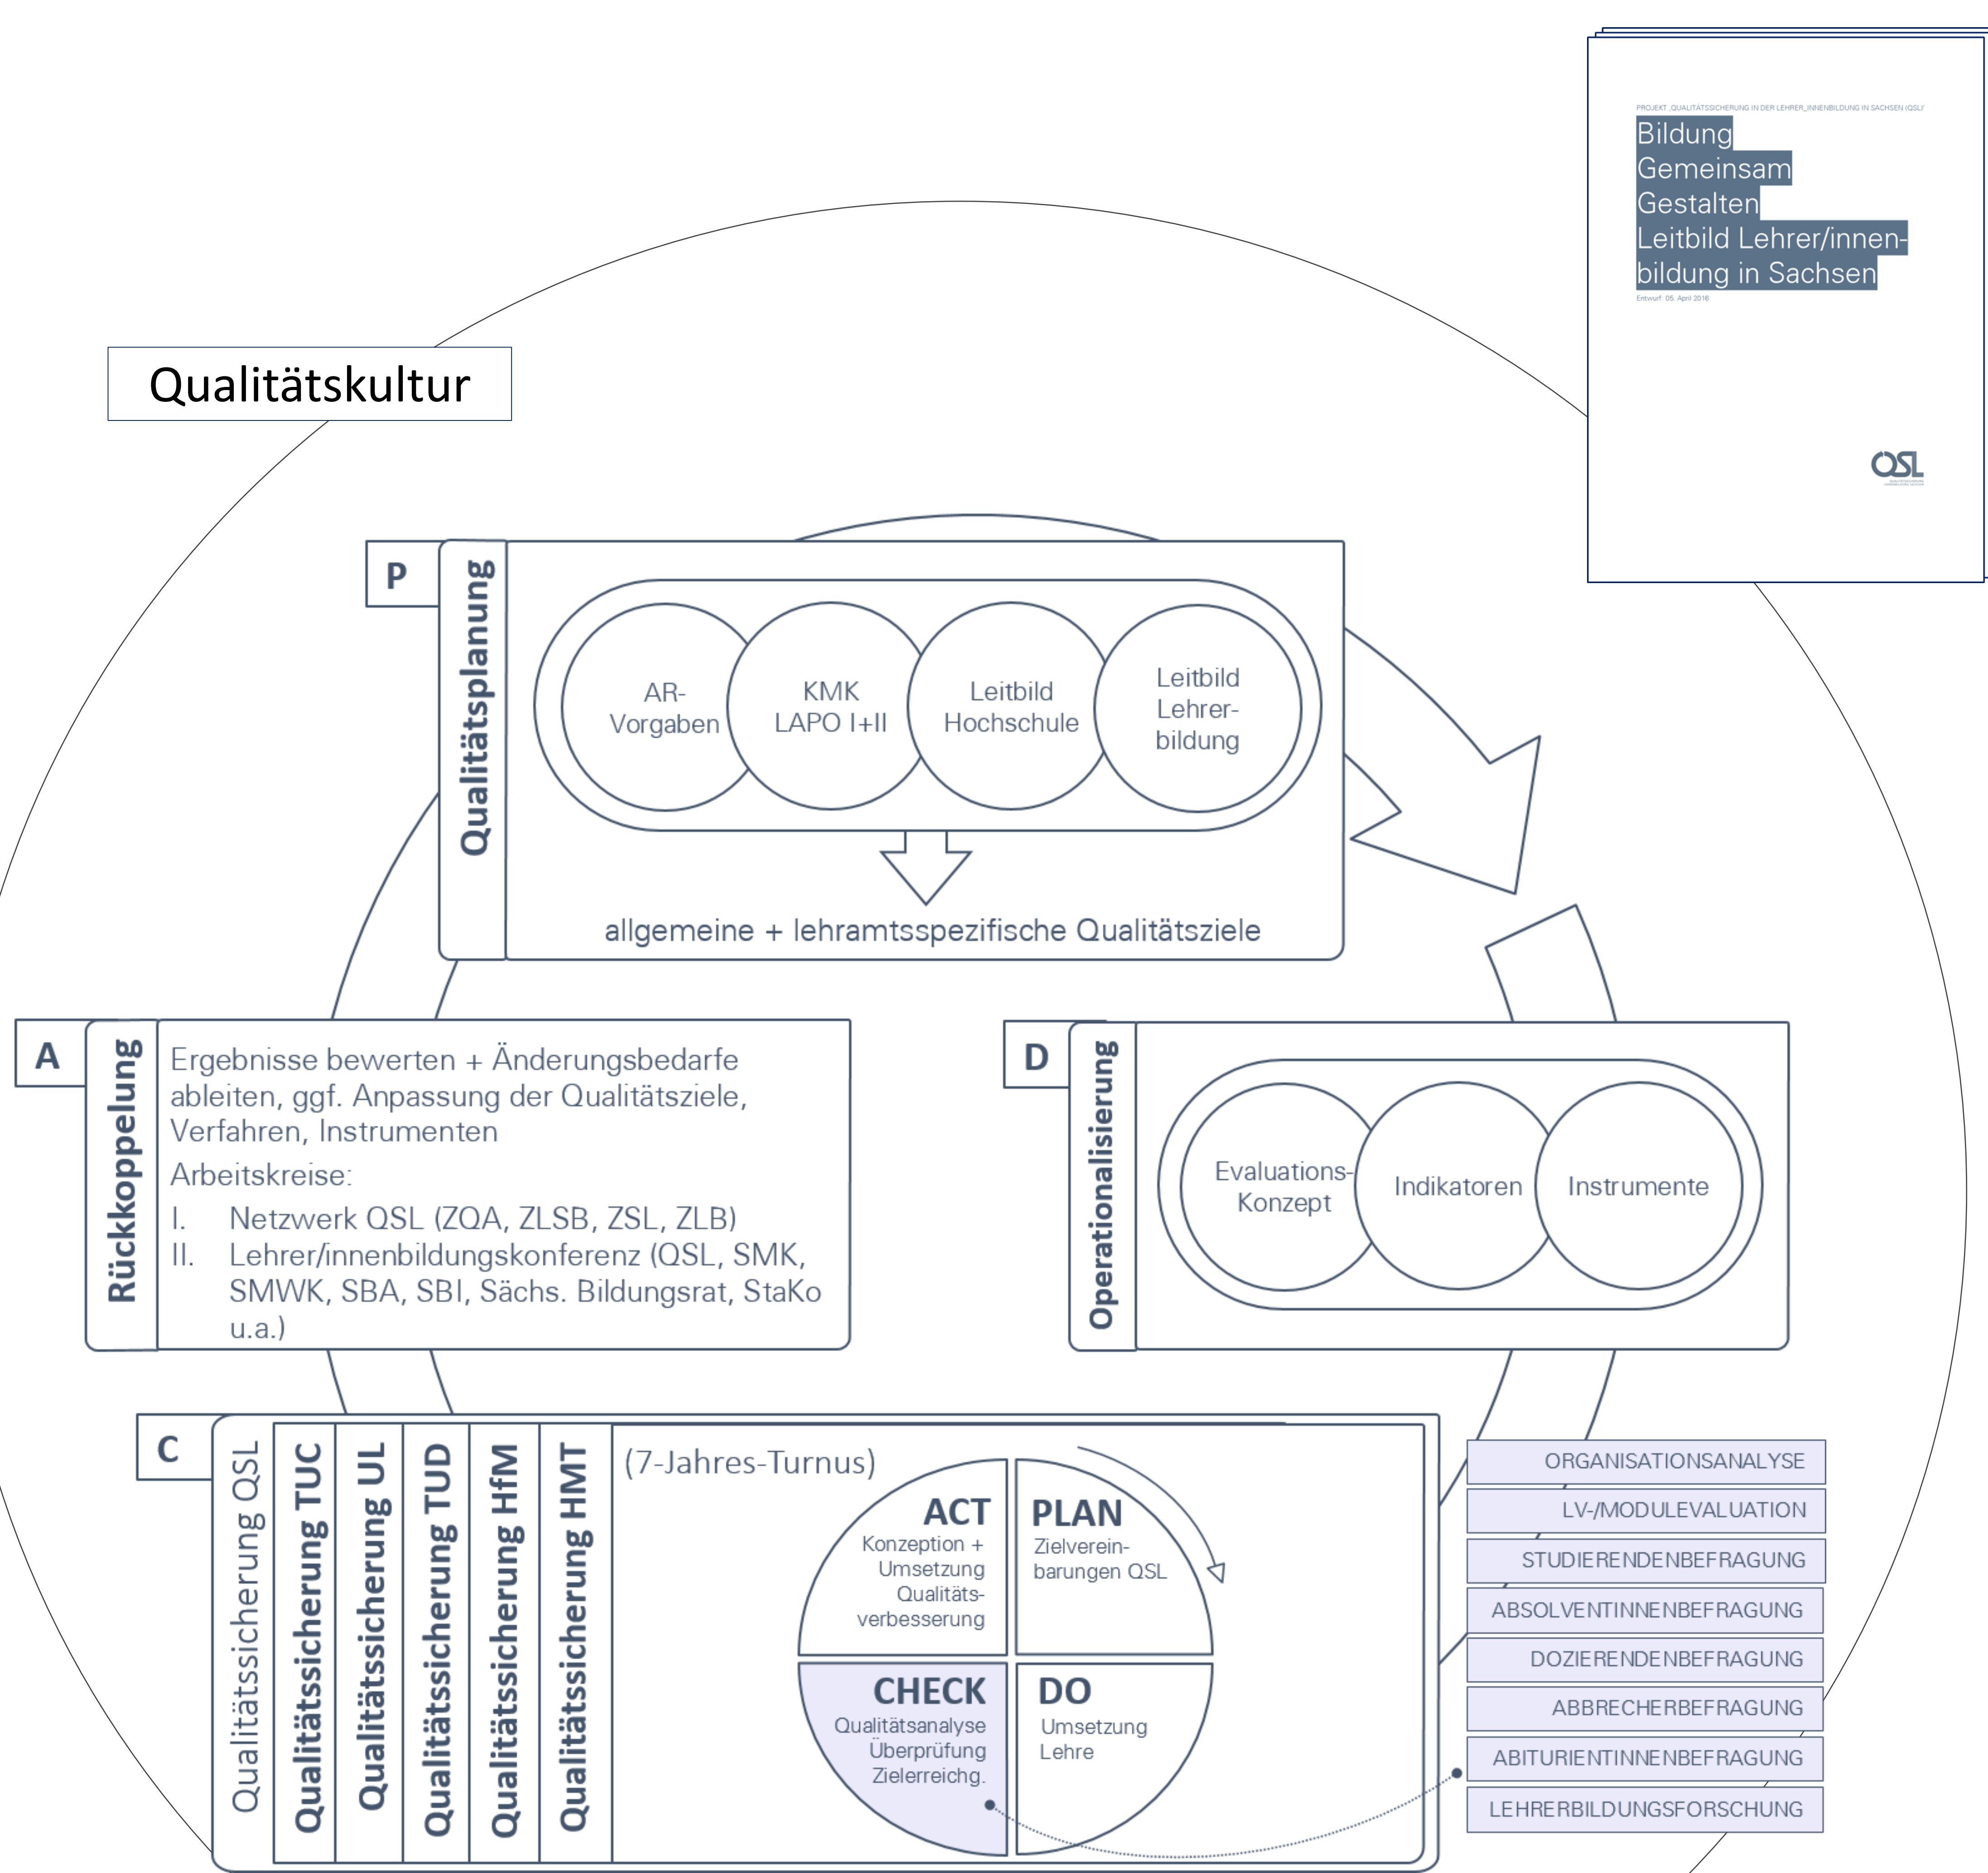 PROJEKT ‚QUALITÄTSSICHERUNG IN DER LEHRER_INNENBILDUNG IN SACHSEN (QSL)'
Bildung
Gemeinsam
Gestalten
Leitbild Lehrer/innen-
bildung in Sachsen
Entwurf: 05. April 2016
QSL
Qualitätskultur
P
Qualitätsplanung
AR-
Vorgaben
KMK
LAPO I+II
Leitbild
Hochschule
Leitbild
Lehrer-
bildung
allgemeine + lehramtsspezifische Qualitätsziele
A
Rückkoppelung
Ergebnisse bewerten + Änderungsbedarfe
ableiten, ggf. Anpassung der Qualitätsziele,
Verfahren, Instrumenten
Arbeitskreise:
I. Netzwerk QSL (ZQA, ZLSB, ZSL, ZLB)
II. Lehrer/innenbildungskonferenz (QSL, SMK,
SMWK, SBA, SBI, Sächs. Bildungsrat, StaKo
u.a.)
D
Operationalisierung
Evaluations-
Konzept
Indikatoren
Instrumente
C
Qualitätssicherung QSL
Qualitätssicherung TUC
Qualitätssicherung UL
Qualitätssicherung TUD
Qualitätssicherung HfM
Qualitätssicherung HMT
(7-Jahres-Turnus)
ACT
Konzeption +
Umsetzung
Qualitäts-
verbesserung
PLAN
Zielverein-
barungen QSL
CHECK
Qualitätsanalyse
Überprüfung
Zielerreichg.
DO
Umsetzung
Lehre
ORGANISATIONSANALYSE
LV-/MODULEVALUATION
STUDIERENDENBEFRAGUNG
ABSOLVENTINNENBEFRAGUNG
DOZIERENDENBEFRAGUNG
ABBRECHERBEFRAGUNG
ABITURIENTINNENBEFRAGUNG
LEHRERBILDUNGSFORSCHUNG